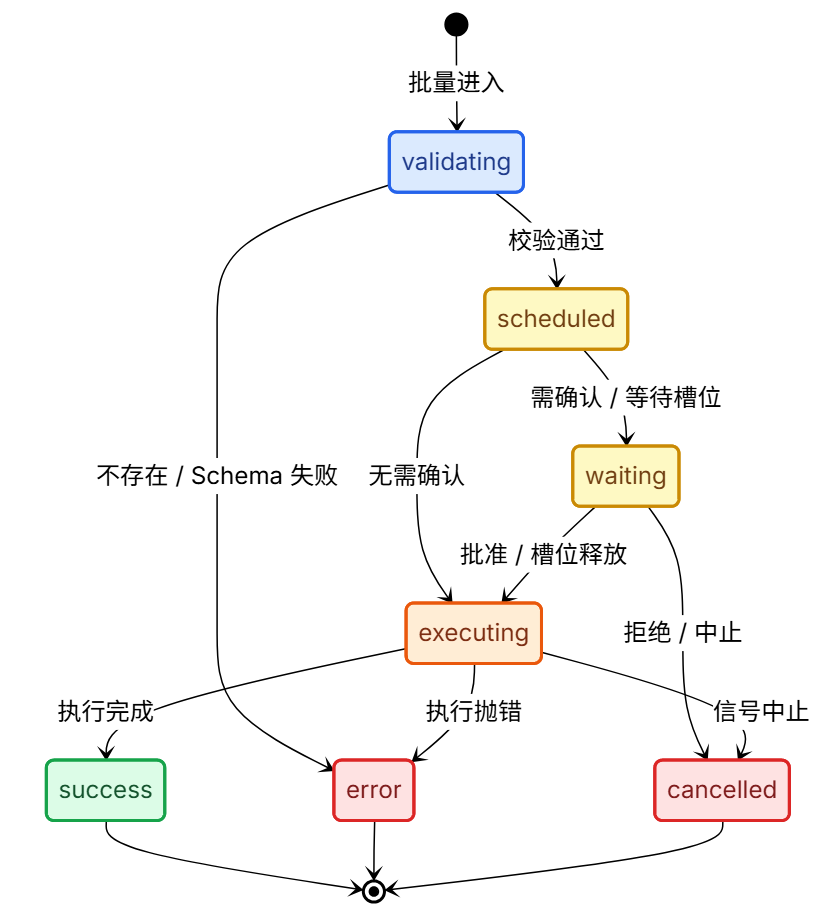 批量进入
validating
校验通过
scheduled
需确认 / 等待槽位
不存在 / Schema 失败
无需确认
waiting
批准 / 槽位释放
executing
拒绝 / 中止
执行完成
执行抛错
信号中止
success
error
cancelled